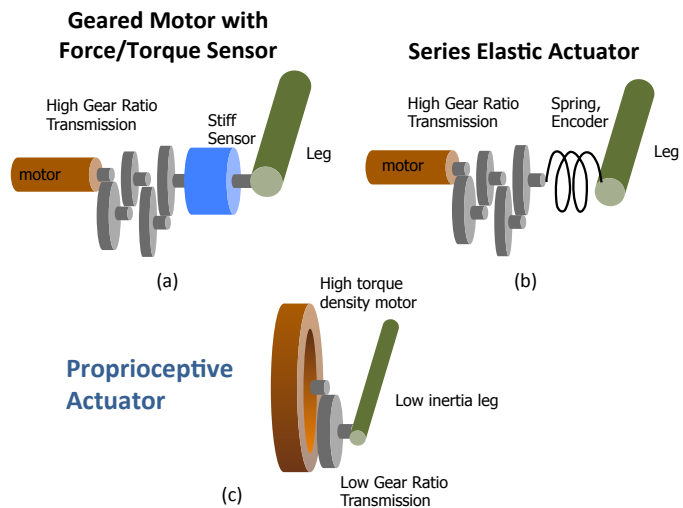 Geared Motor with
Force/Torque Sensor
High Gear Ratio
Transmission
Stiff
Sensor
motor
Leg
(a)
Series Elastic Actuator
High Gear Ratio
Transmission
Spring,
Encoder
motor
Leg
(b)
High torque
density motor
Proprioceptive
Actuator
Low inertia leg
Low Gear Ratio
Transmission
(c)